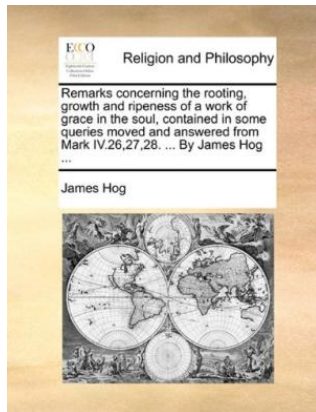 ECCO
Religion and Philosophy
Remarks concerning the rooting,
growth and ripeness of a work of
grace in the soul, contained in some
queries moved and answered from
Mark IV.26,27,28. ... By James Hog
...
James Hog